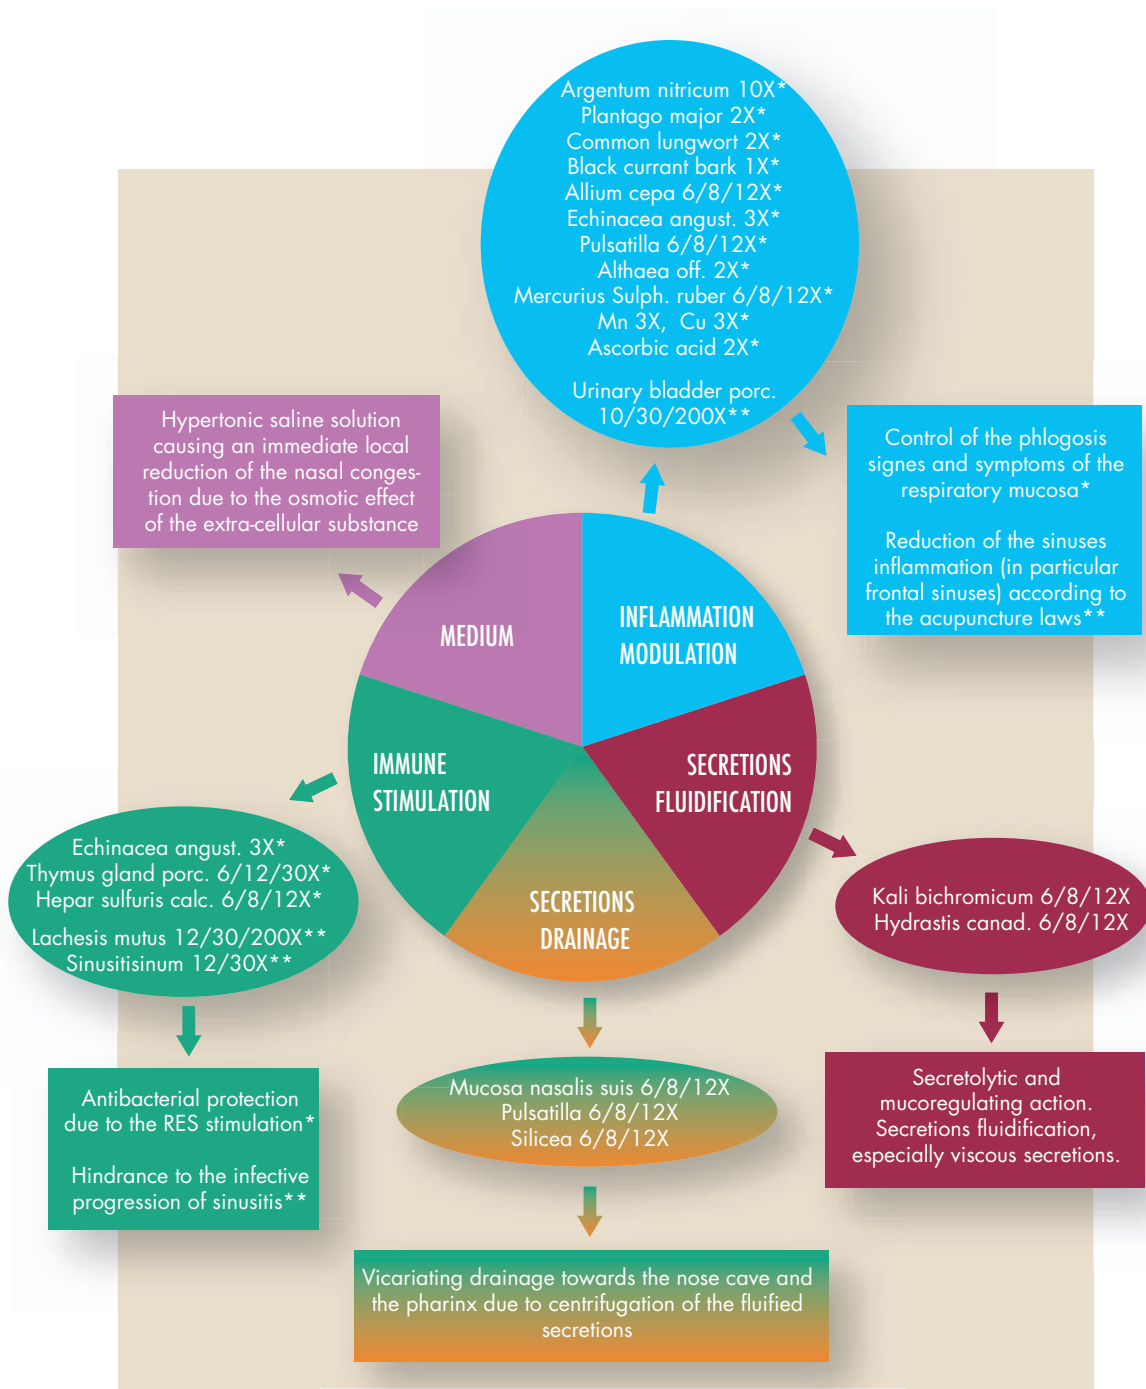 Argentum nitricum 10X*
Plantago major 2X*
Common lungwort 2X*
Black currant bark 1X*
Allium cepa 6/8/12X*
Echinacea angust. 3X*
Pulsatilla 6/8/12X*
Althaea off. 2X*
Mercurius Sulph. ruber 6/8/12X*
Mn 3X, Cu 3X*
Ascorbic acid 2X*
Urinary bladder porc.
10/30/200X**
Hypertonic saline solution
causing an immediate local
reduction of the nasal conges-
tion due to the osmotic effect
of the extra-cellular substance
Control of the phlogosis
signes and symptoms of the
respiratory mucosa*
Reduction of the sinuses
inflammation (in particular
frontal sinuses) according to
the acupuncture laws**
MEDIUM
INFLAMMATION
MODULATION
IMMUNE
STIMULATION
SECRETIONS
FLUIDIFICATION
SECRETIONS
DRAINAGE
Echinacea angust. 3X*
Thymus gland porc. 6/12/30X*
Hepar sulfuris calc. 6/8/12X*
Lachesis mutus 12/30/200X**
Sinusitisinum 12/30X**
Kali bichromicum 6/8/12X
Hydrastis canad. 6/8/12X
Mucosa nasalis suis 6/8/12X
Pulsatilla 6/8/12X
Silicea 6/8/12X
Antibacterial protection
due to the RES stimulation*
Hindrance to the infective
progression of sinusitis**
Secretolytic and
mucoregulating action.
Secretions fluidification,
especially viscous secretions.
Vicariating drainage towards the nose cave and
the pharinx due to centrifugation of the fluified
secretions